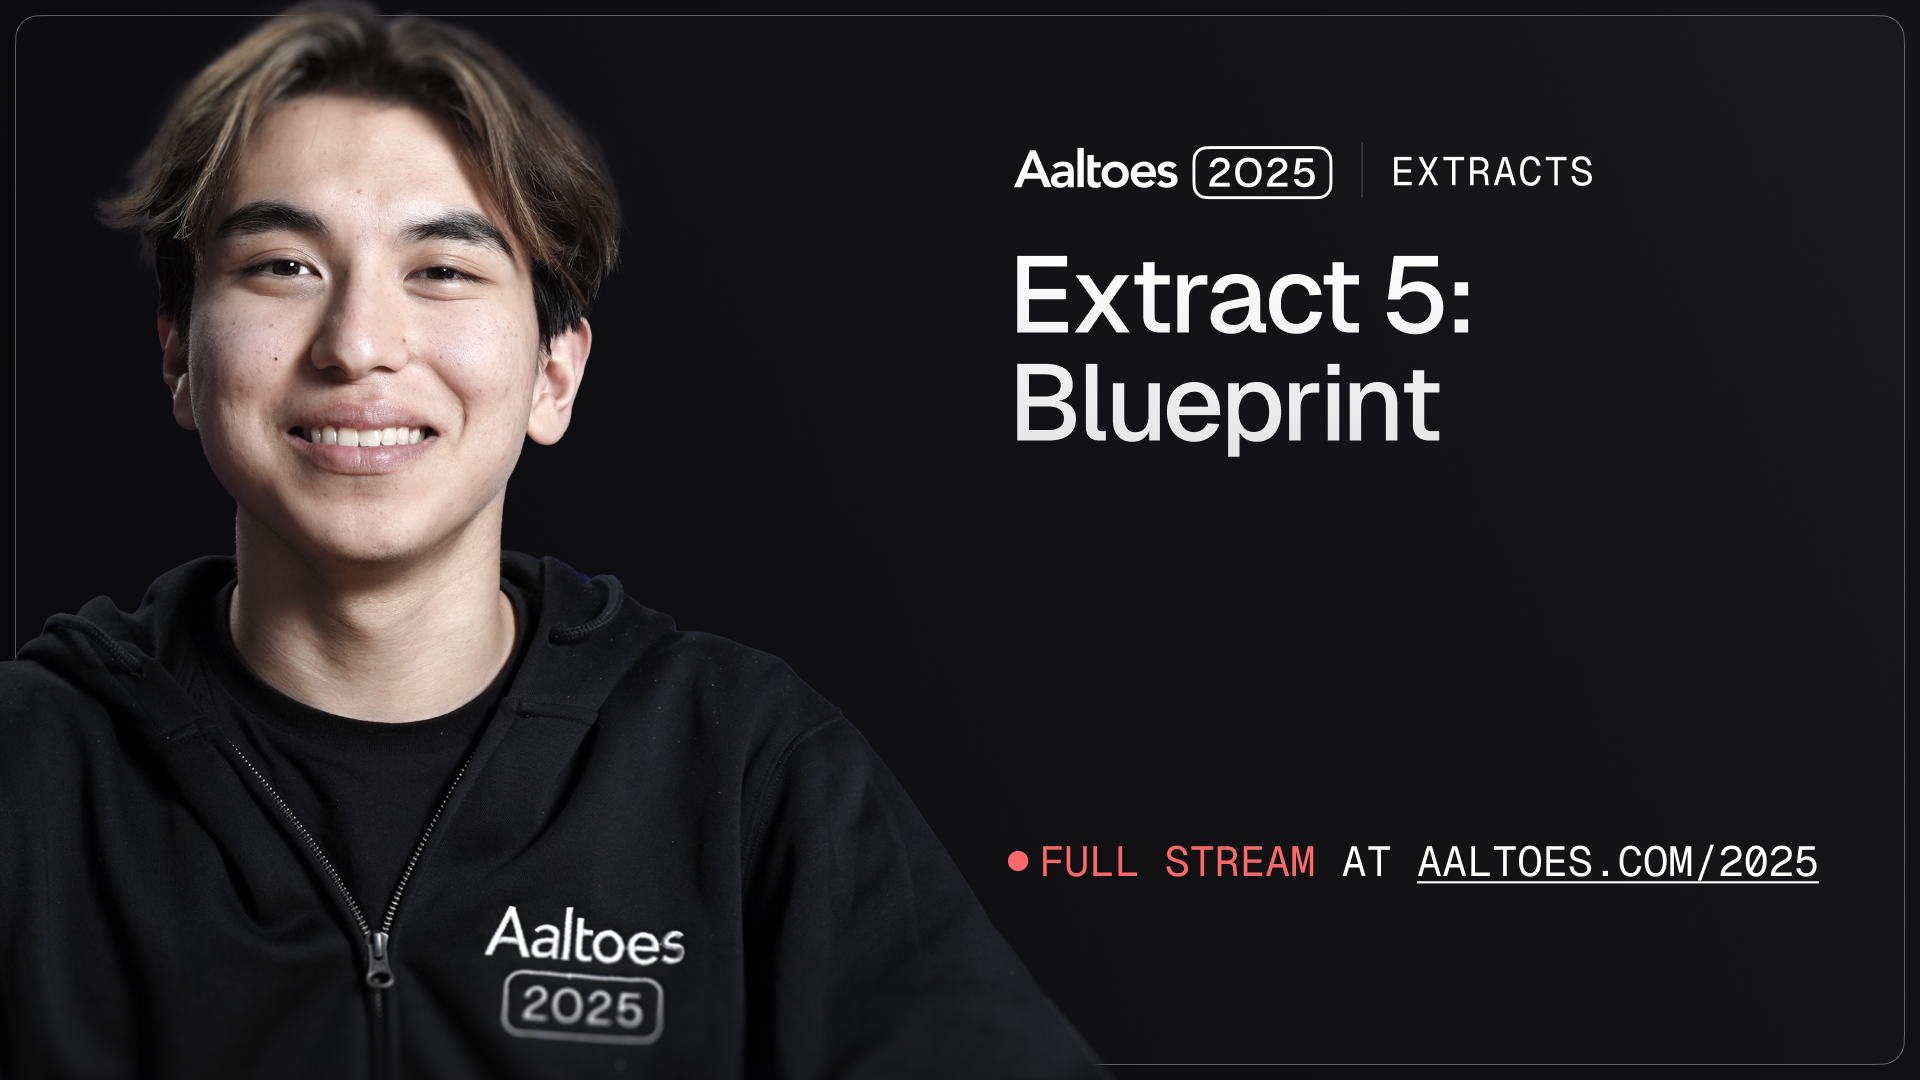 Aaltoes 2025 EXTRACTS
Extract 5:
Blueprint
FULL STREAM AT AALTOES.COM/2025
Aaltoes
2025